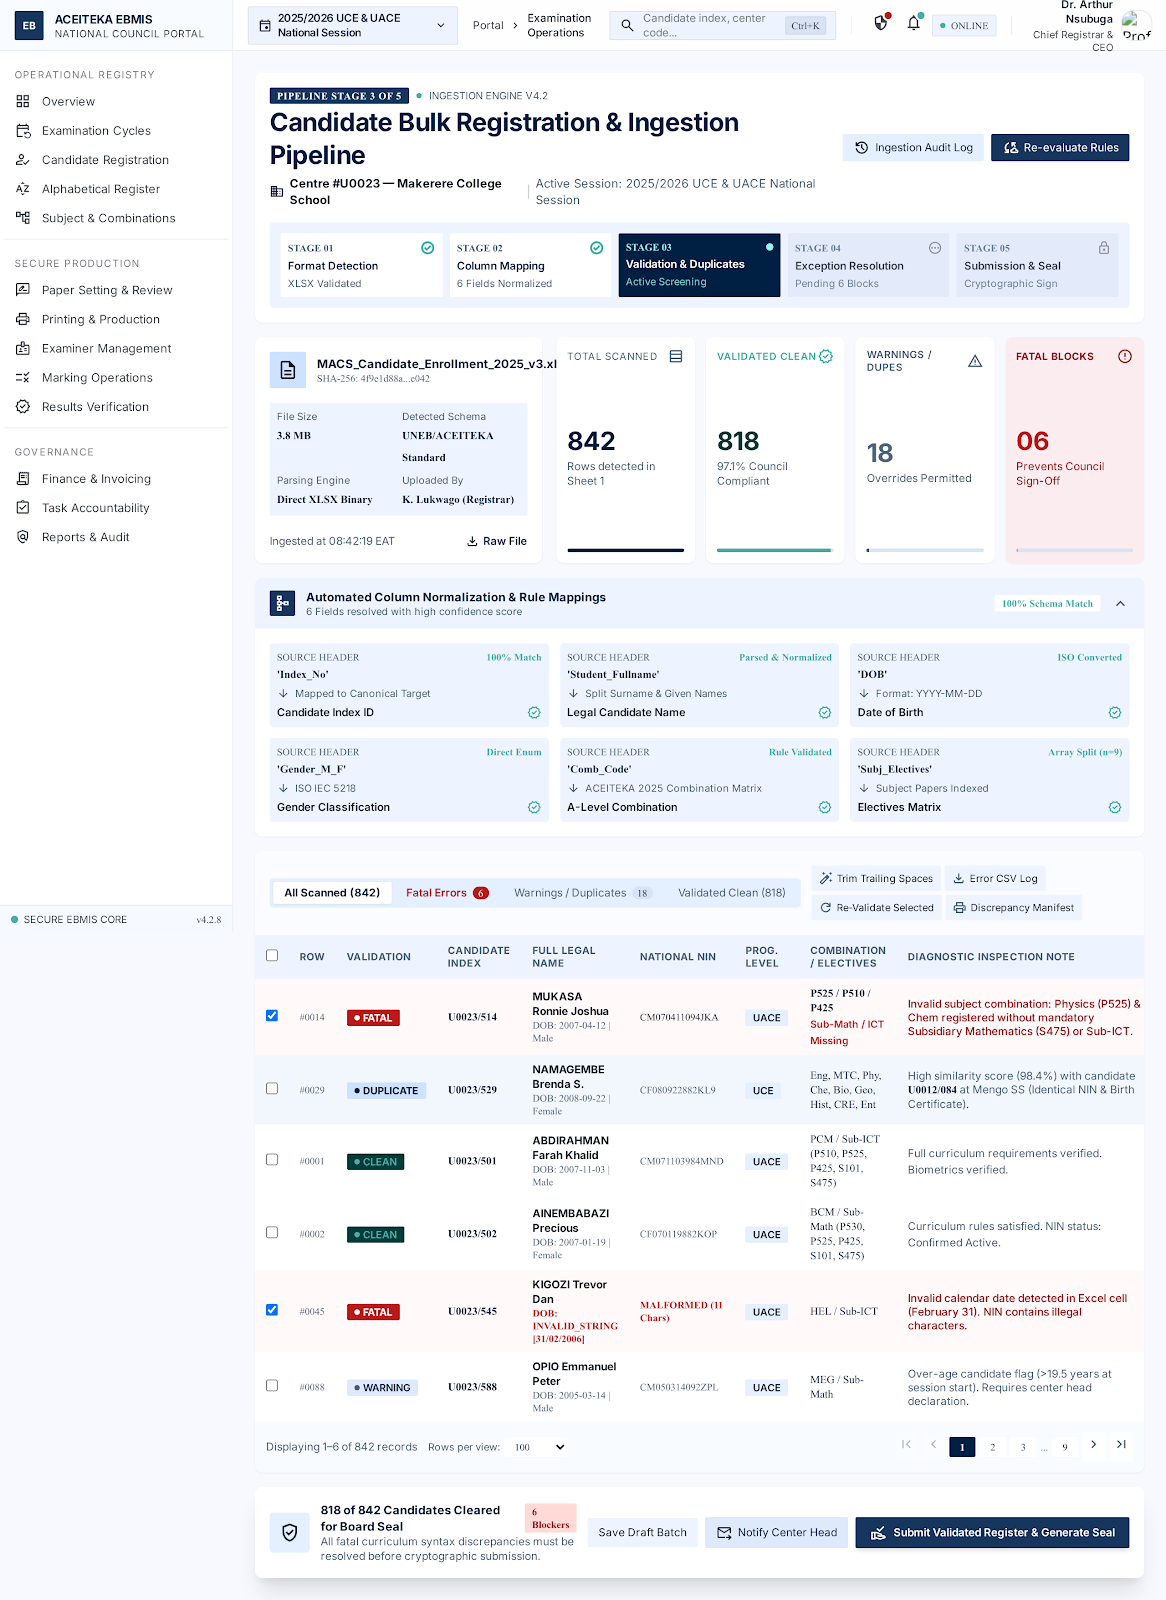 EB
ACEITEKA EBMIS
NATIONAL COUNCIL PORTAL
2025/2026 UCE & UACE
National Session
Portal
Examination
Operations
Candidate index, center
code...
Ctrl+K
ONLINE
Dr. Arthur
Nsubuga
Chief Registrar &
CEO
Prof
OPERATIONAL REGISTRY
Overview
Examination Cycles
Candidate Registration
Alphabetical Register
Subject & Combinations
SECURE PRODUCTION
Paper Setting & Review
Printing & Production
Examiner Management
Marking Operations
Results Verification
GOVERNANCE
Finance & Invoicing
Task Accountability
Reports & Audit
SECURE EBMIS CORE
v4.2.8
PIPELINE STAGE 3 OF 5
INGESTION ENGINE V4.2
Candidate Bulk Registration & Ingestion
Pipeline
Centre #U0023 — Makerere College
School
Active Session: 2025/2026 UCE & UACE National
Session
Ingestion Audit Log
Re-evaluate Rules
STAGE 01
Format Detection
XLSX Validated
STAGE 02
Column Mapping
6 Fields Normalized
STAGE 03
Validation & Duplicates
Active Screening
STAGE 04
Exception Resolution
Pending 6 Blocks
STAGE 05
Submission & Seal
Cryptographic Sign
MACS_Candidate_Enrollment_2025_v3.xl
SHA-256: 4f9e1d88a...e042
File Size
3.8 MB
Detected Schema
UNEB/ACEITEKA
Standard
Parsing Engine
Direct XLSX Binary
Uploaded By
K. Lukwago (Registrar)
Ingested at 08:42:19 EAT
Raw File
TOTAL SCANNED
842
Rows detected in
Sheet 1
VALIDATED CLEAN
818
97.1% Council
Compliant
WARNINGS /
DUPES
18
Overrides Permitted
FATAL BLOCKS
06
Prevents Council
Sign-Off
Automated Column Normalization & Rule Mappings
6 Fields resolved with high confidence score
100% Schema Match
SOURCE HEADER
100% Match
'Index_No'
Mapped to Canonical Target
Candidate Index ID
SOURCE HEADER
Parsed & Normalized
'Student_Fullname'
Split Surname & Given Names
Legal Candidate Name
SOURCE HEADER
ISO Converted
'DOB'
Format: YYYY-MM-DD
Date of Birth
SOURCE HEADER
Direct Enum
'Gender_M_F'
ISO IEC 5218
Gender Classification
SOURCE HEADER
Rule Validated
'Comb_Code'
ACEITEKA 2025 Combination Matrix
A-Level Combination
SOURCE HEADER
Array Split (n=9)
'Subj_Electives'
Subject Papers Indexed
Electives Matrix
All Scanned (842)
Fatal Errors 6
Warnings / Duplicates 18
Validated Clean (818)
Trim Trailing Spaces
Error CSV Log
Re-Validate Selected
Discrepancy Manifest
ROW
VALIDATION
CANDIDATE
INDEX
FULL LEGAL
NAME
NATIONAL NIN
PROG.
LEVEL
COMBINATION
/ ELECTIVES
DIAGNOSTIC INSPECTION NOTE
#0014
FATAL
U0023/514
MUKASA
Ronnie Joshua
DOB: 2007-04-12 |
Male
CM070411094JKA
UACE
P525 / P510 /
P425
Sub-Math / ICT
Missing
Invalid subject combination: Physics (P525) &
Chem registered without mandatory
Subsidiary Mathematics (S475) or Sub-ICT.
#0029
DUPLICATE
U0023/529
NAMAGEMBE
Brenda S.
DOB: 2008-09-22 |
Female
CF080922882KL9
UCE
Eng, MTC, Phy,
Che, Bio, Geo,
Hist, CRE, Ent
High similarity score (98.4%) with candidate
U0012/084 at Mengo SS (Identical NIN & Birth
Certificate).
#0001
CLEAN
U0023/501
ABDIRAHMAN
Farah Khalid
DOB: 2007-11-03 |
Male
CM071103984MND
UACE
PCM / Sub-ICT
(P510, P525,
P425, S101,
S475)
Full curriculum requirements verified.
Biometrics verified.
#0002
CLEAN
U0023/502
AINEMBABAZI
Precious
DOB: 2007-01-19 |
Female
CF070119882KOP
UACE
BCM / Sub-
Math (P530,
P525, P425,
S101, S475)
Curriculum rules satisfied. NIN status:
Confirmed Active.
#0045
FATAL
U0023/545
KIGOZI Trevor
Dan
DOB:
INVALID_STRING
[31/02/2006]
MALFORMED (11
Chars)
UACE
HEL / Sub-ICT
Invalid calendar date detected in Excel cell
(February 31). NIN contains illegal
characters.
#0088
WARNING
U0023/588
OPIO Emmanuel
Peter
DOB: 2005-03-14 |
Male
CM050314092ZPL
UACE
MEG / Sub-
Math
Over-age candidate flag (>19.5 years at
session start). Requires center head
declaration.
Displaying 1–6 of 842 records
Rows per view:
100
1
2
3
...
9
818 of 842 Candidates Cleared
for Board Seal
6
Blockers
All fatal curriculum syntax discrepancies must be
resolved before cryptographic submission.
Save Draft Batch
Notify Center Head
Submit Validated Register & Generate Seal